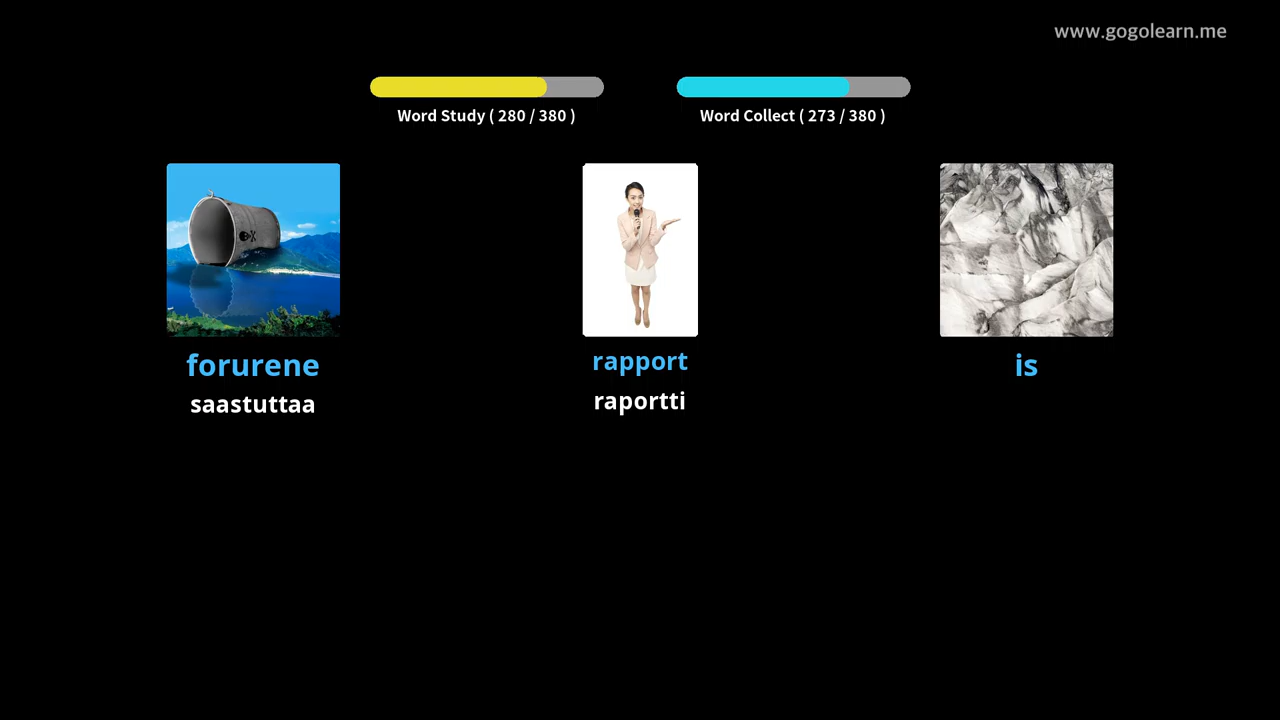 www.gogolearn.me
Word Study ( 280 / 380 )
Word Collect ( 273 / 380 )
forurene
saastuttaa
rapport
raportti
is